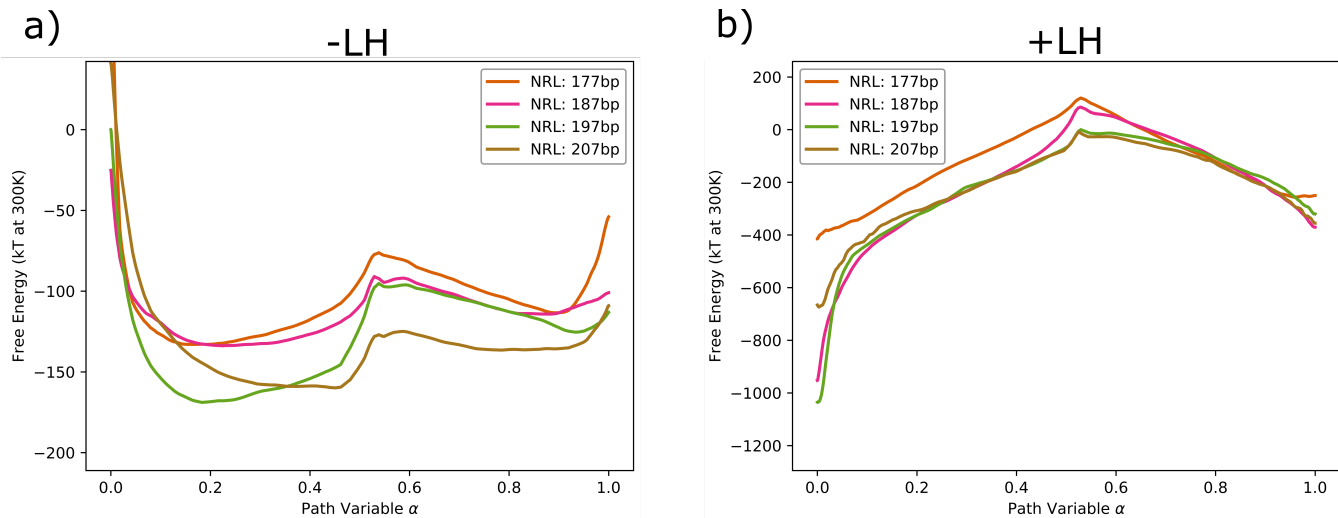 a)
-LH
NRL: 177bp
NRL: 187bp
NRL: 197bp
NRL: 207bp
0
−50
−100
−150
−200
Free Energy (kT at 300K)
0.0 0.2 0.4 0.6 0.8 1.0
Path Variable α
b)
+LH
NRL: 177bp
NRL: 187bp
NRL: 197bp
NRL: 207bp
200
0
−200
−400
−600
−800
−1000
−1200
Free Energy (kT at 300K)
0.0 0.2 0.4 0.6 0.8 1.0
Path Variable α